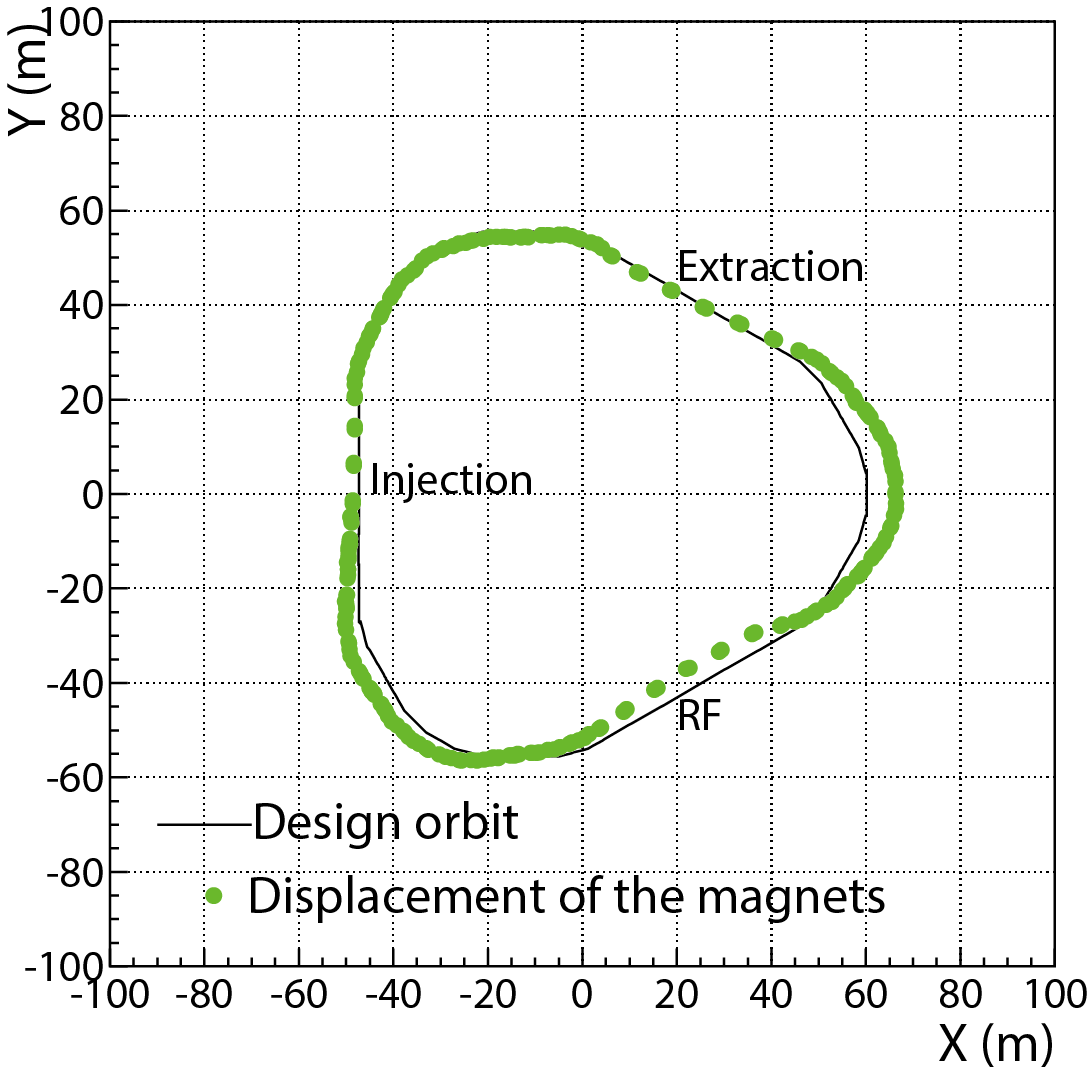 Y (m)
100
80
60
40
20
0
-20
-40
-60
-80
-100
Extraction
Injection
RF
Design orbit
Displacement of the magnets
-100 -80 -60 -40 -20 0 20 40 60 80 100
X (m)